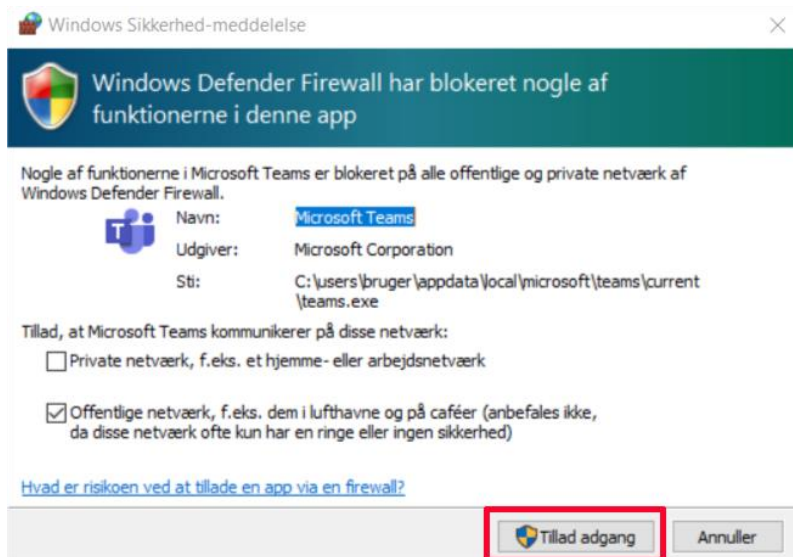 Windows Sikkerhed-meddelelse
Windows Defender Firewall har blokeret nogle af
funktionerne i denne app
Nogle af funktionerne i Microsoft Teams er blokeret på alle offentlige og private netværk af
Windows Defender Firewall.
Navn: Microsoft Teams
Udgiver: Microsoft Corporation
Sti: C:\users\bruger\appdata\local\microsoft\teams\current
\teams.exe
Tillad, at Microsoft Teams kommunikerer på disse netværk:
Private netværk, f.eks. et hjemme- eller arbejdsnetværk
Offentlige netværk, f.eks. dem i lufthavne og på caféer (anbefales ikke,
da disse netværk ofte kun har en ringe eller ingen sikkerhed)
Hvad er risikoen ved at tillade en app via en firewall?
Tillad adgang Annuller